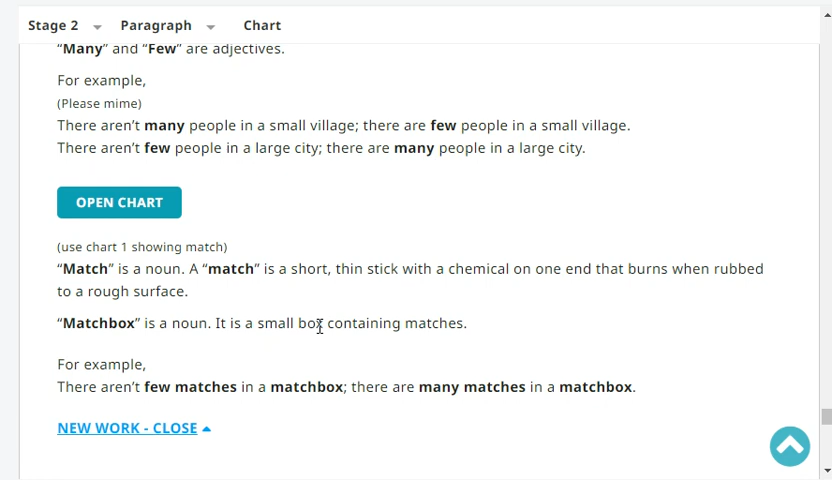 Stage 2 Paragraph Chart
“Many” and “Few” are adjectives.
For example,
(Please mime)
There aren’t many people in a small village; there are few people in a small village.
There aren’t few people in a large city; there are many people in a large city.
OPEN CHART
(use chart 1 showing match)
“Match” is a noun. A “match” is a short, thin stick with a chemical on one end that burns when rubbed
to a rough surface.
“Matchbox” is a noun. It is a small box containing matches.
For example,
There aren’t few matches in a matchbox; there are many matches in a matchbox.
NEW WORK - CLOSE